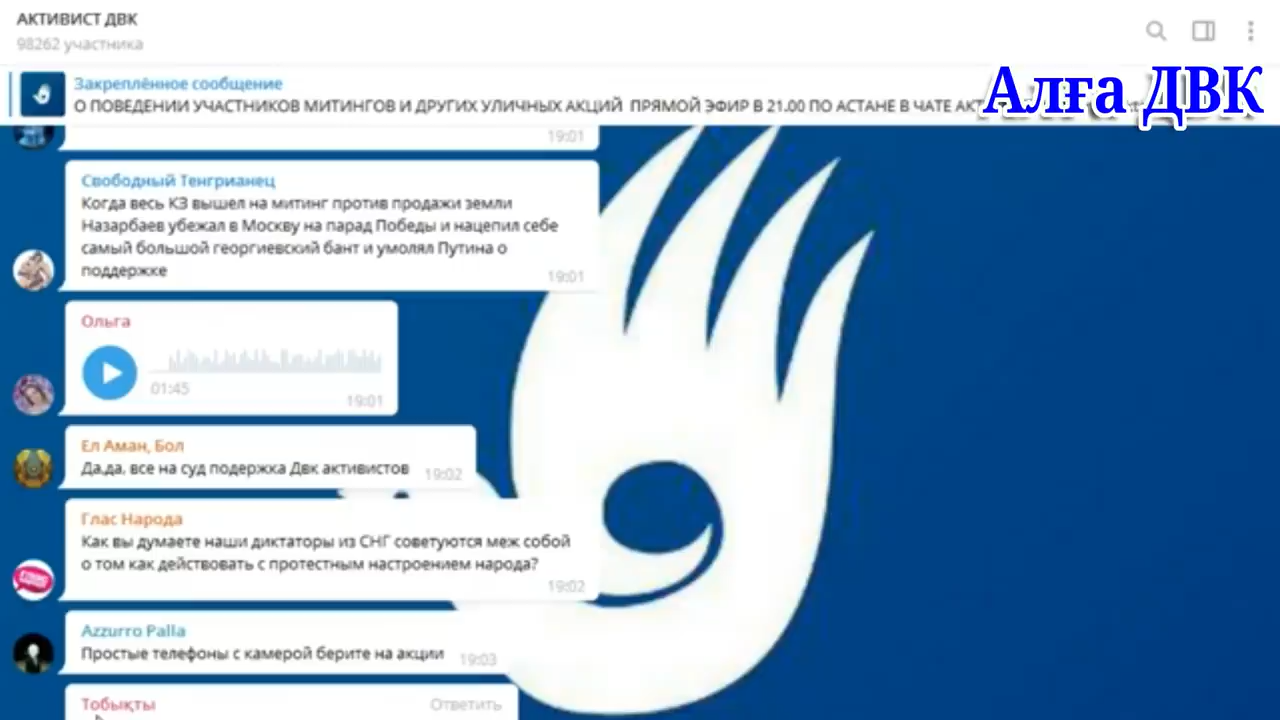 АКТИВИСТ ДВК
98262 участника
Закреплённое сообщение
О ПОВЕДЕНИИ УЧАСТНИКОВ МИТИНГОВ И ДРУГИХ УЛИЧНЫХ АКЦИЙ ПРЯМОЙ ЭФИР В 21.00 ПО АСТАНЕ В ЧАТЕ
Алға ДВК
19:01
Свободный Тенгрианец
Когда весь КЗ вышел на митинг против продажи земли
Назарбаев убежал в Москву на парад Победы и нацепил себе
самый большой георгиевский бант и умолял Путина о
поддержке
19:01
Ольга
01:45
19:01
Ел Аман, Бол
Да,да, все на суд подержка Двк активистов
19:02
Глас Народа
Как вы думаете наши диктаторы из СНГ советуются меж собой
о том как действовать с протестным настроением народа?
19:02
Azzurro Palla
Простые телефоны с камерой берите на акции
19:03
Тобықты
Ответить